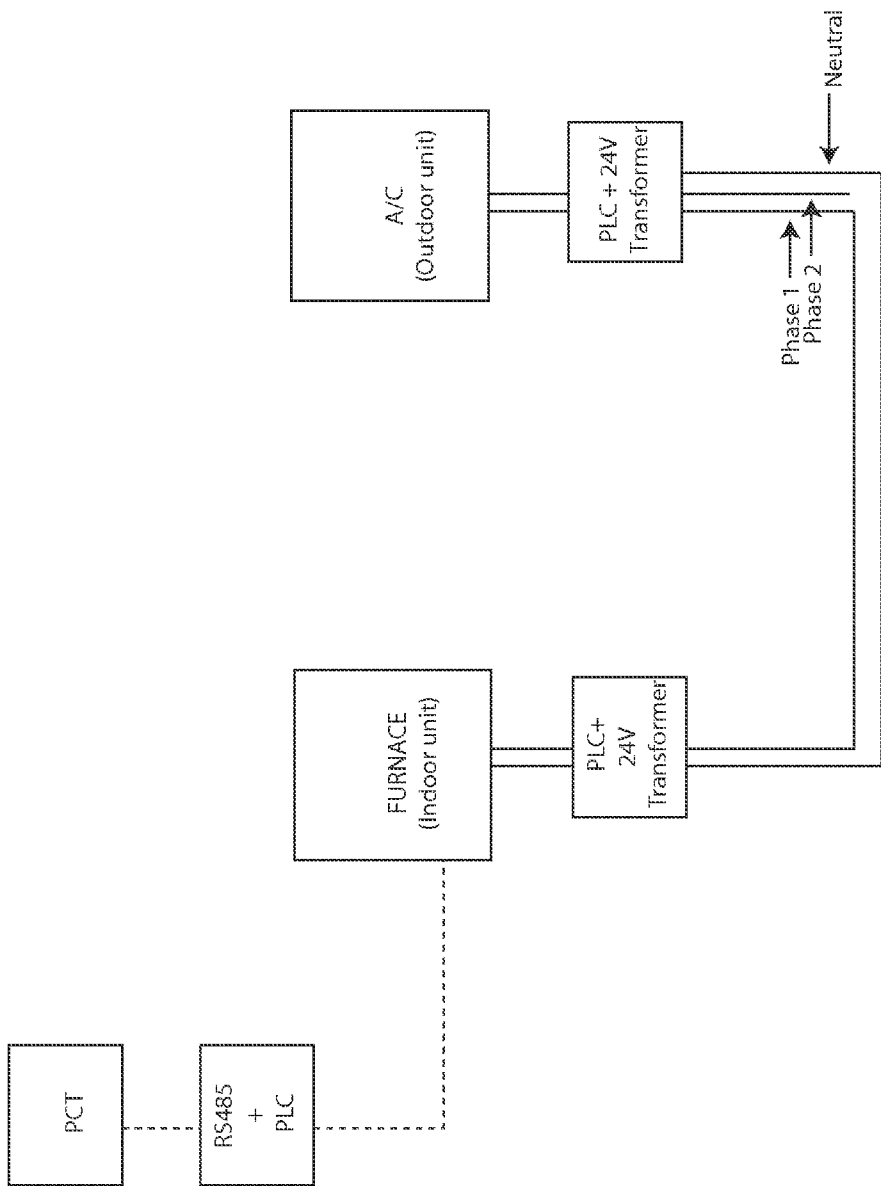 PCT
RS485
+
PLC
FURNACE
(Indoor unit)
PLC+
24V
Transformer
A/C
(Outdoor unit)
PLC + 24V
Transformer
Phase 1
Phase 2
Neutral